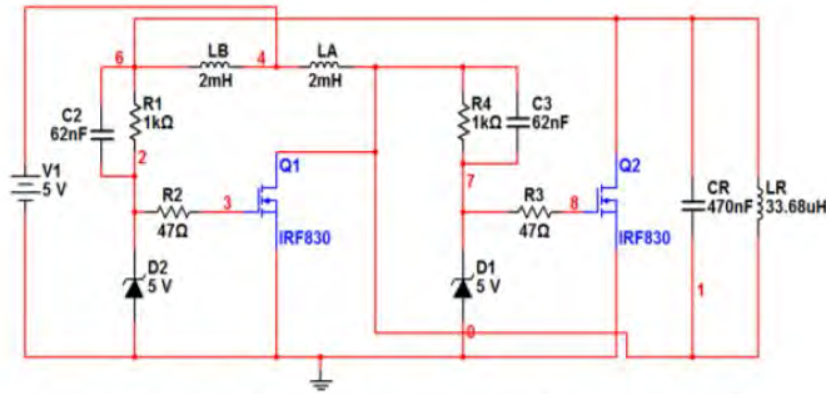 6
LB
2mH
4
LA
2mH
C2
62nF
R1
1kΩ
2
V1
5 V
R2
47Ω
3
Q1
IRF830
D2
5 V
R4
1kΩ
C3
62nF
7
R3
47Ω
8
Q2
IRF830
D1
5 V
0
CR
470nF
LR
33.68uH
1